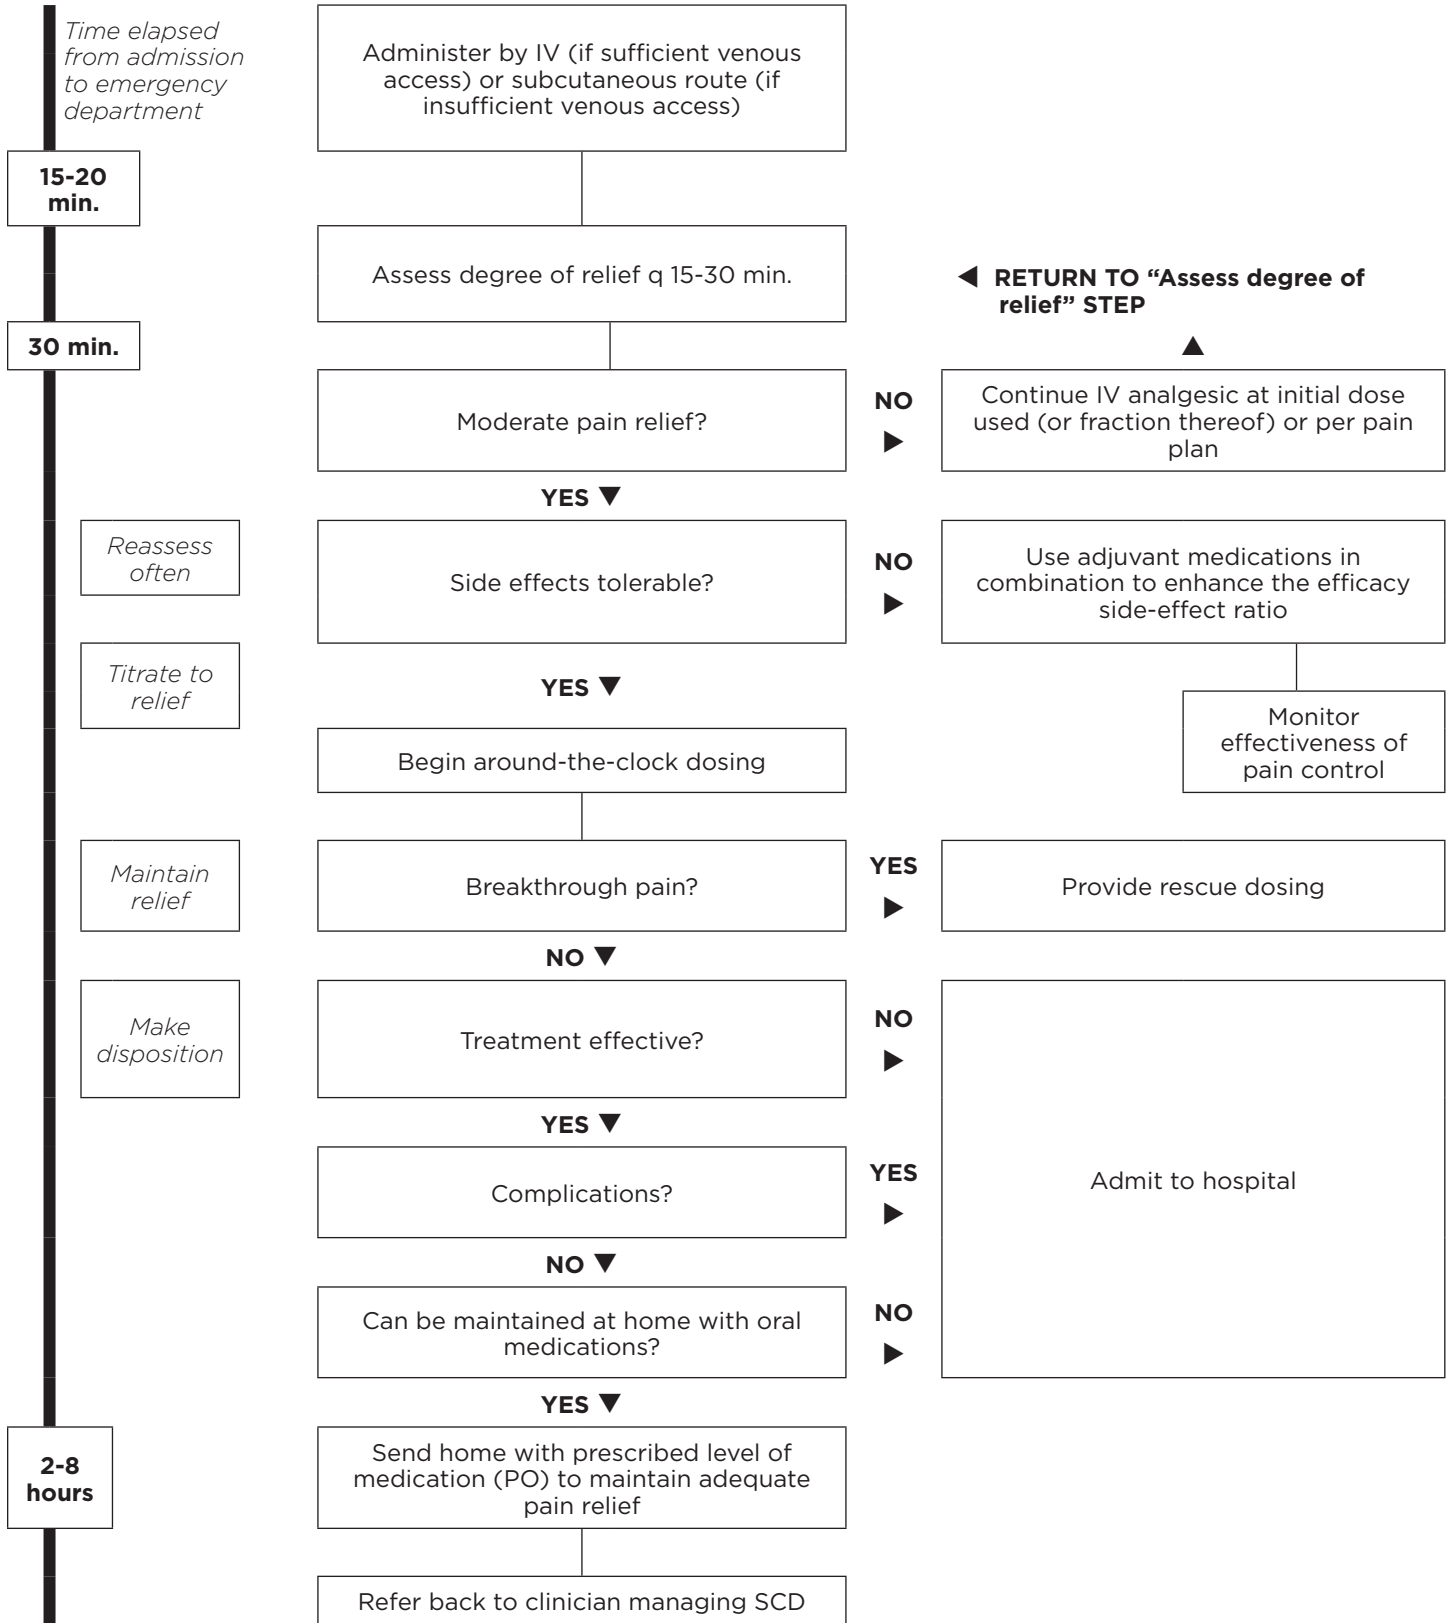 Time elapsed
from admission
to emergency
department
Administer by IV (if sufficient venous
access) or subcutaneous route (if
insufficient venous access)
15-20
min.
Assess degree of relief q 15-30 min.
◀ RETURN TO “Assess degree of
relief” STEP
30 min.
▲
Moderate pain relief?
NO
▶
Continue IV analgesic at initial dose
used (or fraction thereof) or per pain
plan
YES ▼
Reassess
often
Side effects tolerable?
NO
▶
Use adjuvant medications in
combination to enhance the efficacy
side-effect ratio
Titrate to
relief
YES ▼
Monitor
effectiveness of
pain control
Begin around-the-clock dosing
Maintain
relief
Breakthrough pain?
YES
▶
Provide rescue dosing
NO ▼
Make
disposition
Treatment effective?
NO
▶
YES ▼
Complications?
YES
▶
Admit to hospital
NO ▼
Can be maintained at home with oral
medications?
NO
▶
YES ▼
2-8
hours
Send home with prescribed level of
medication (PO) to maintain adequate
pain relief
Refer back to clinician managing SCD